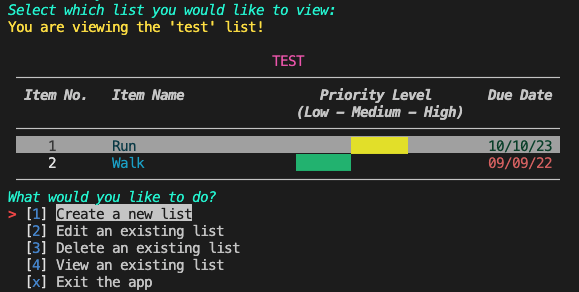 Select which list you would like to view:
You are viewing the 'test' list!
TEST
Item No. Item Name Priority Level Due Date
(Low - Medium - High)
1 Run 10/10/23
2 Walk 09/09/22
What would you like to do?
> [1] Create a new list
[2] Edit an existing list
[3] Delete an existing list
[4] View an existing list
[x] Exit the app